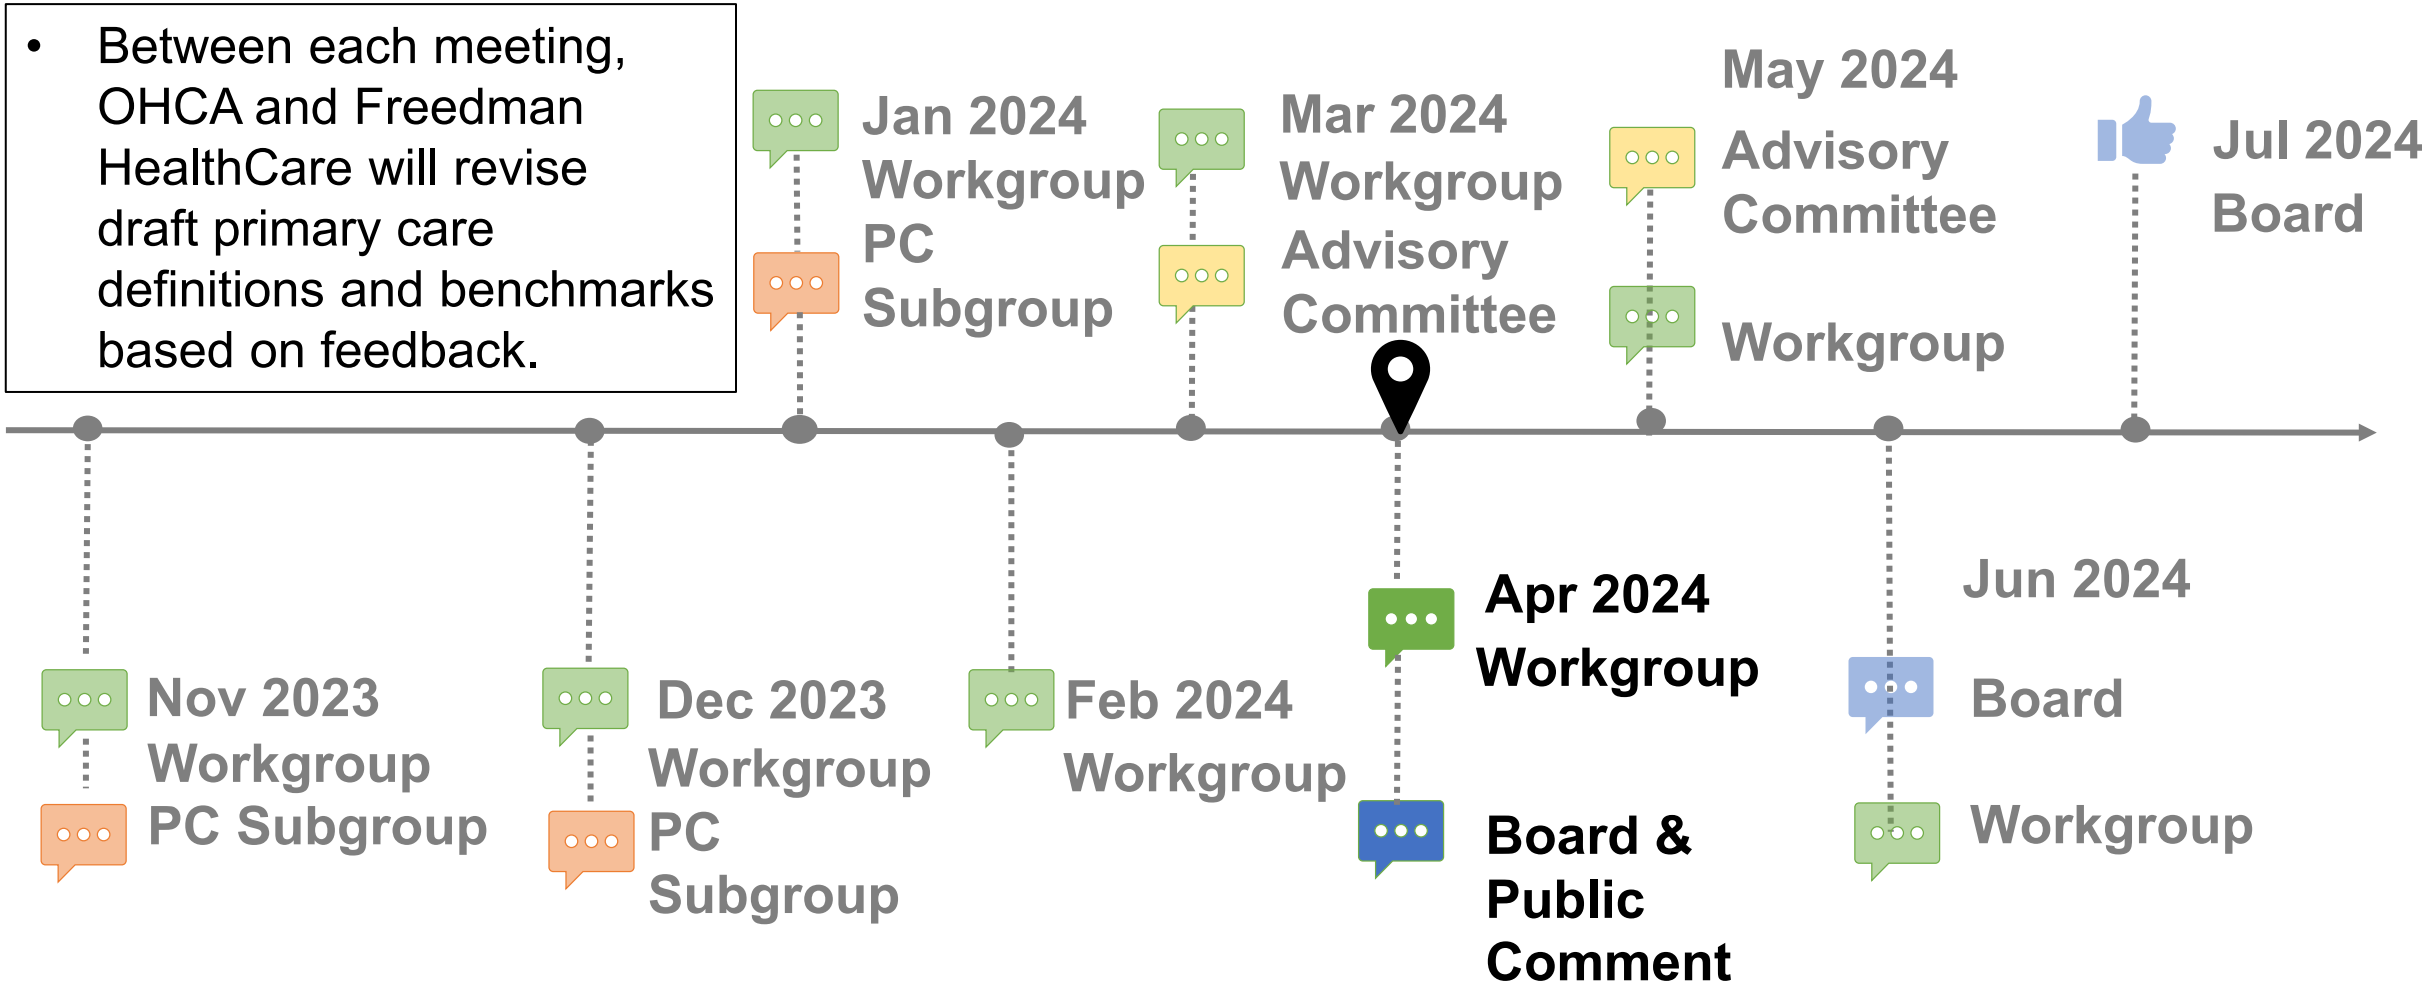 • Between each meeting,
OHCA and Freedman
HealthCare will revise
draft primary care
definitions and benchmarks
based on feedback.
Jan 2024
Workgroup
PC
Subgroup
Mar 2024
Workgroup
Advisory
Committee
May 2024
Advisory
Committee
Workgroup
Jul 2024
Board
Nov 2023
Workgroup
PC Subgroup
Dec 2023
Workgroup
PC
Subgroup
Feb 2024
Workgroup
Apr 2024
Workgroup
Board &
Public
Comment
Jun 2024
Board
Workgroup